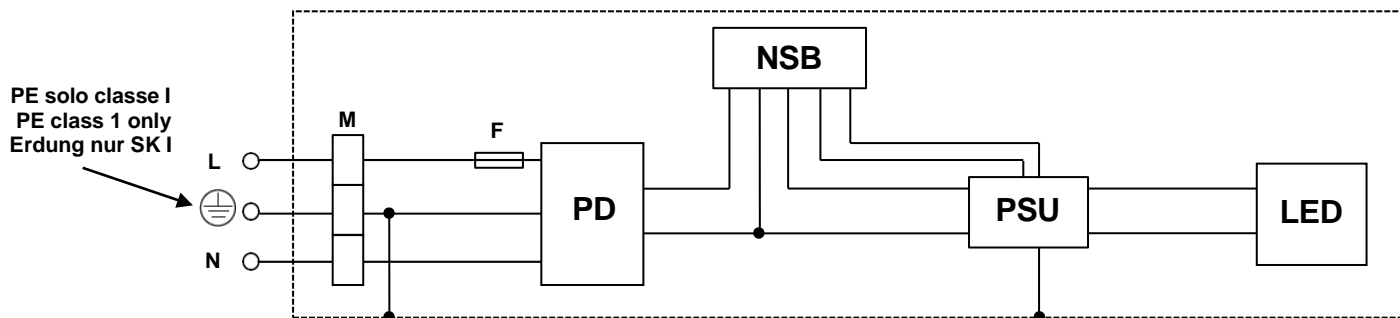 NSB
PE solo classe I
PE class 1 only
Erdung nur SK I
M
F
L
PD
PSU
LED
N